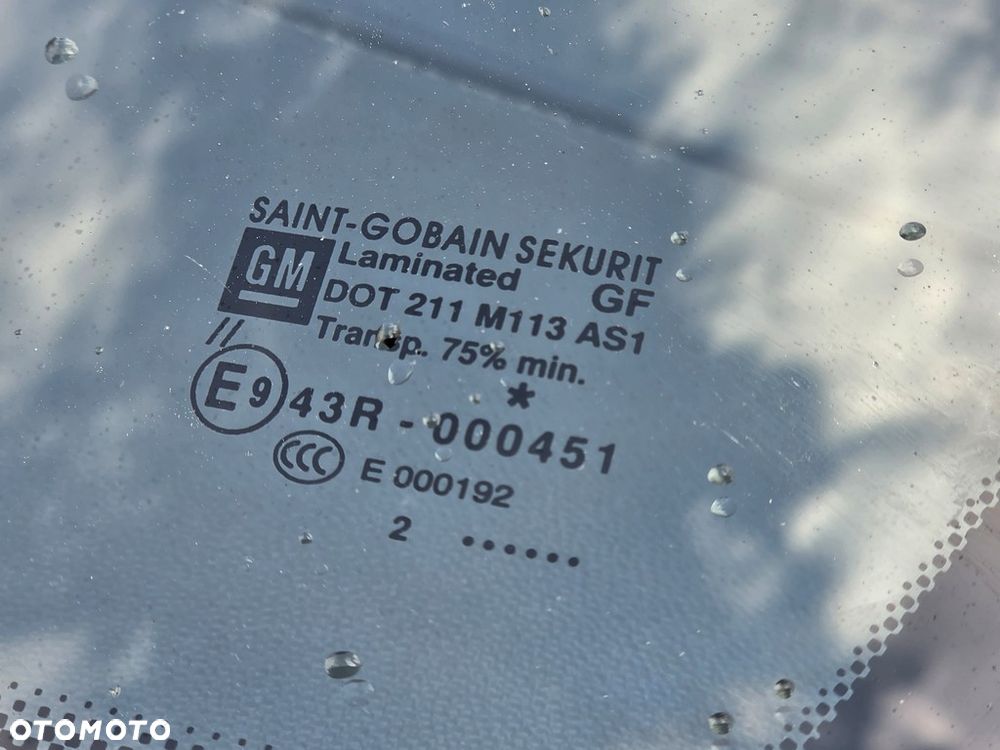 SAINT-GOBAIN SEKURIT
GM
Laminated GF
DOT 211 M113 AS1
Transp. 75% min.
//
*
E9 43R - 000451
CCC E 000192
2 ......
OTOMOTO